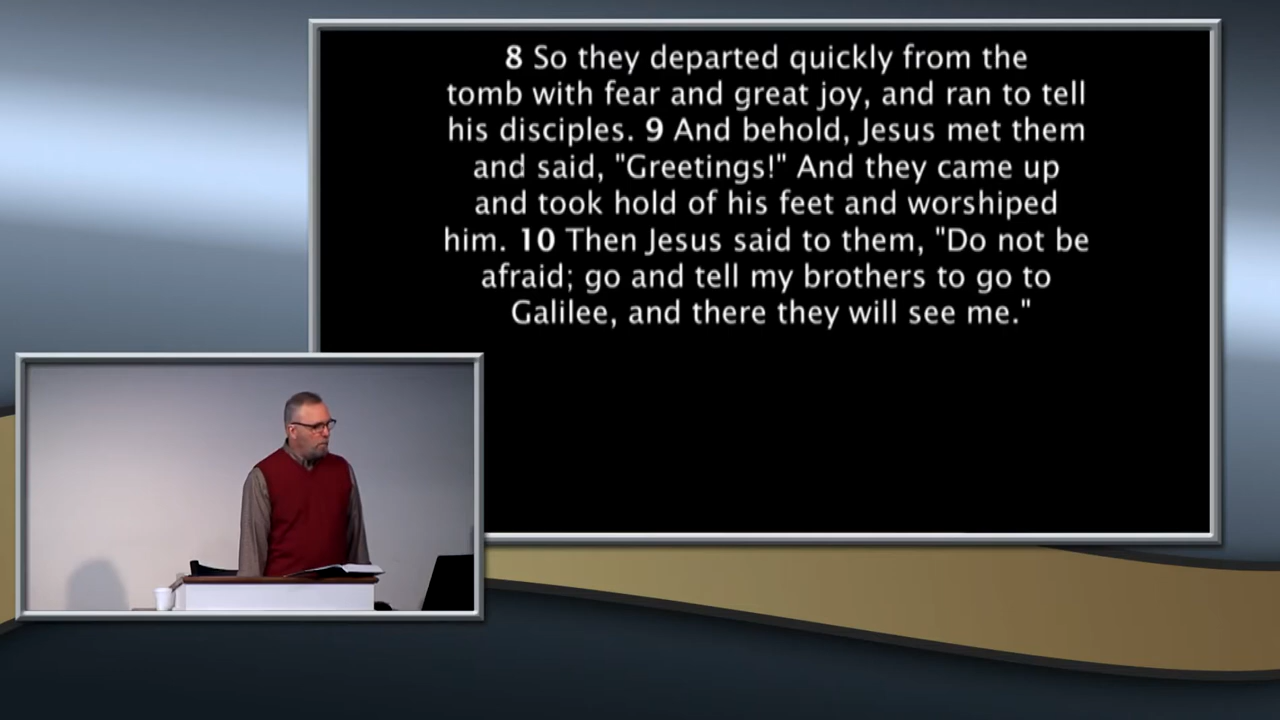 8 So they departed quickly from the
tomb with fear and great joy, and ran to tell
his disciples. 9 And behold, Jesus met them
and said, "Greetings!" And they came up
and took hold of his feet and worshiped
him. 10 Then Jesus said to them, "Do not be
afraid; go and tell my brothers to go to
Galilee, and there they will see me."